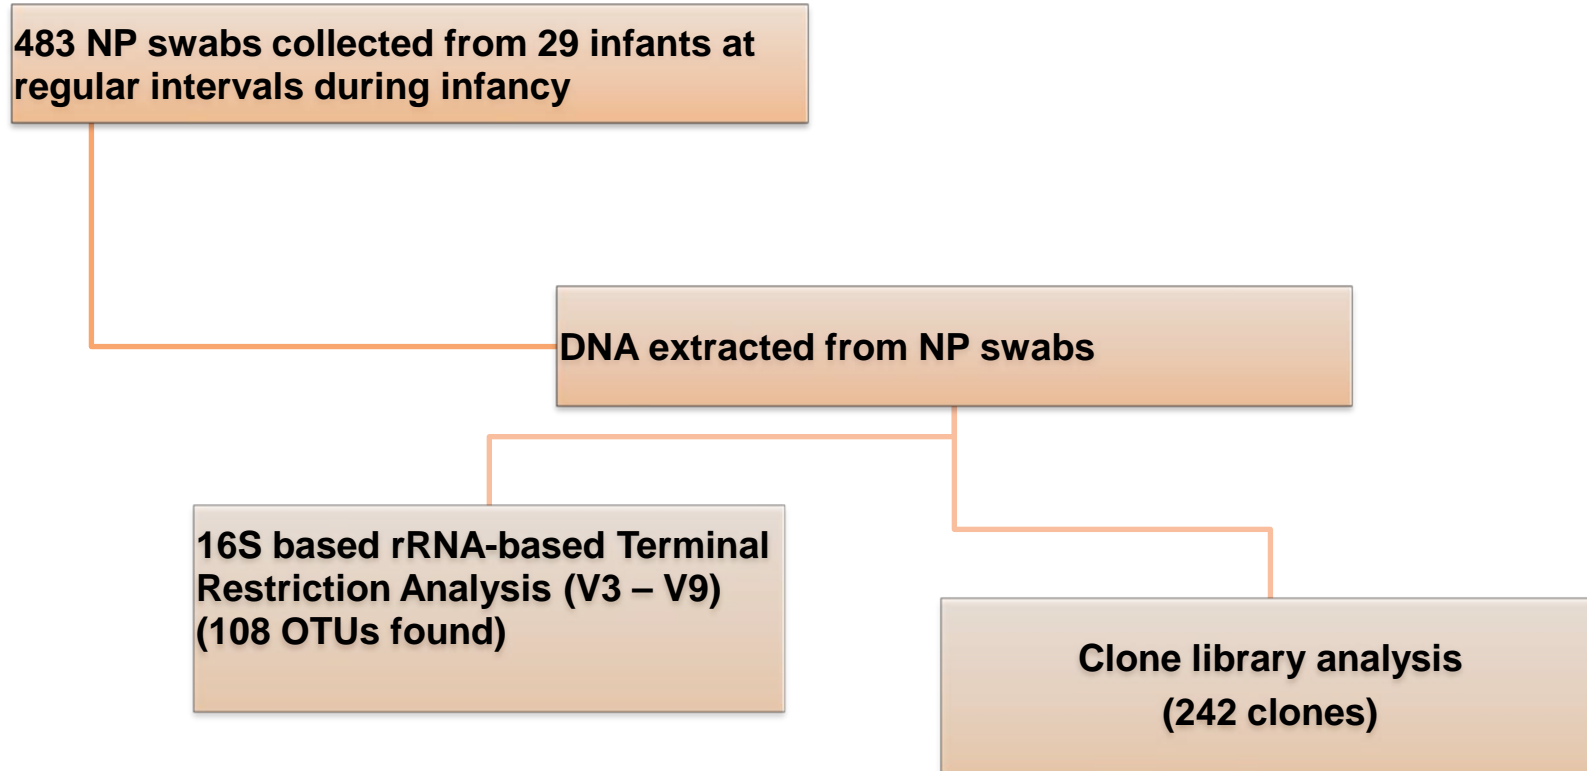 483 NP swabs collected from 29 infants at
regular intervals during infancy
DNA extracted from NP swabs
16S based rRNA-based Terminal
Restriction Analysis (V3 – V9)
(108 OTUs found)
Clone library analysis
(242 clones)